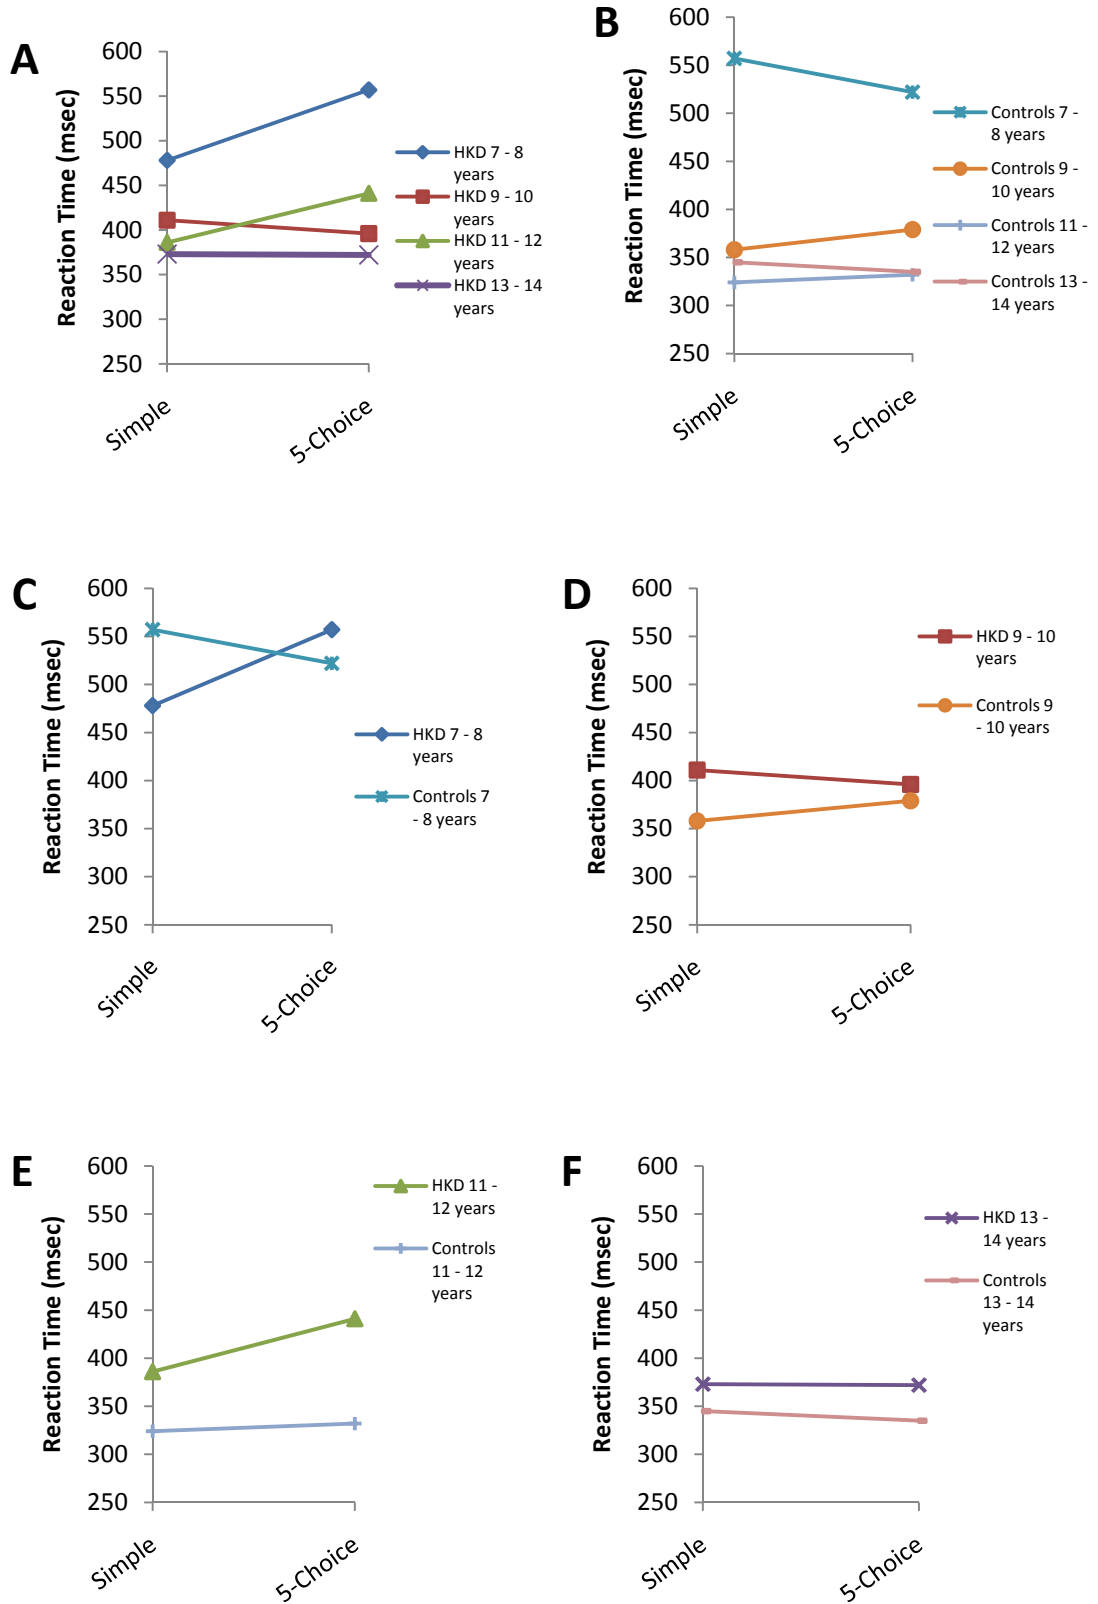 A
Reaction Time (msec)
600
550
500
450
400
350
300
250
Simple
5-Choice
HKD 7 - 8
years
HKD 9 - 10
years
HKD 11 - 12
years
HKD 13 - 14
years
B
Reaction Time (msec)
600
550
500
450
400
350
300
250
Simple
5-Choice
Controls 7 -
8 years
Controls 9 -
10 years
Controls 11 -
12 years
Controls 13 -
14 years
C
Reaction Time (msec)
600
550
500
450
400
350
300
250
Simple
5-Choice
HKD 7 - 8
years
Controls 7
- 8 years
D
Reaction Time (msec)
600
550
500
450
400
350
300
250
Simple
5-Choice
HKD 9 - 10
years
Controls 9
- 10 years
E
Reaction Time (msec)
600
550
500
450
400
350
300
250
Simple
5-Choice
HKD 11 -
12 years
Controls
11 - 12
years
F
Reaction Time (msec)
600
550
500
450
400
350
300
250
Simple
5-Choice
HKD 13 -
14 years
Controls
13 - 14
years